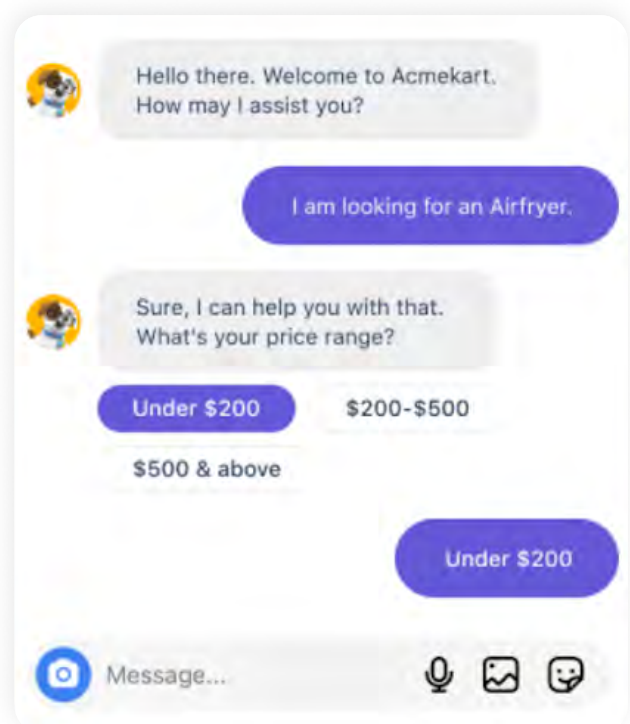 Hello there. Welcome to Acmekart.
How may I assist you?
I am looking for an Airfryer.
Sure, I can help you with that.
What's your price range?
Under $200
$200-$500
$500 & above
Under $200
Message...